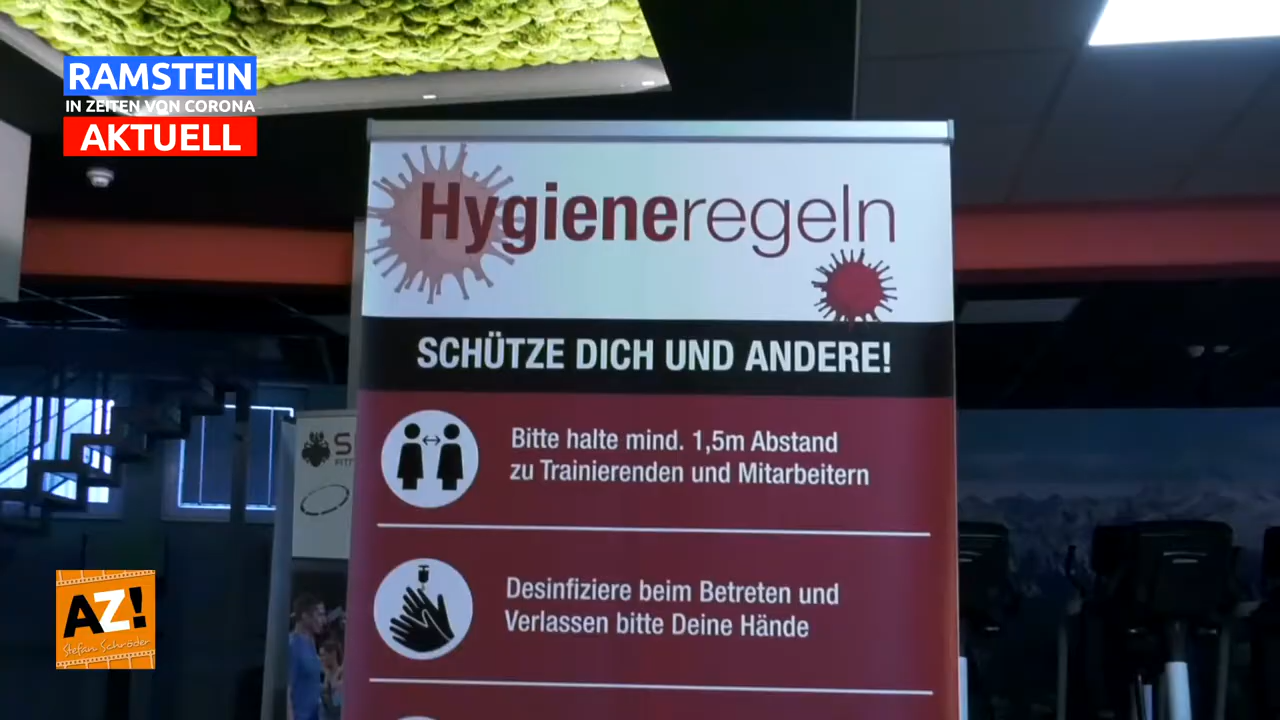 RAMSTEIN
IN ZEITEN VON CORONA
AKTUELL
Hygieneregeln
SCHÜTZE DICH UND ANDERE!
Bitte halte mind. 1,5m Abstand
zu Trainierenden und Mitarbeitern
Desinfiziere beim Betreten und
Verlassen bitte Deine Hände
AZ!
Stefan Schröder